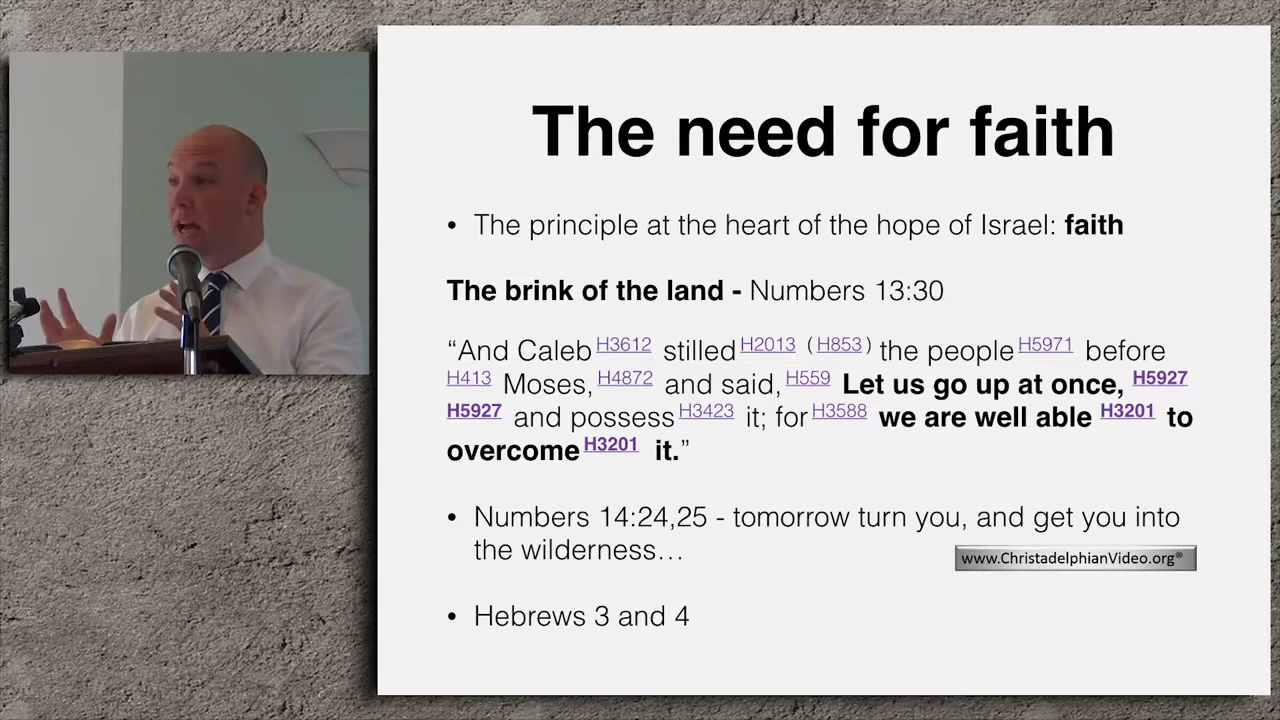 The need for faith
• The principle at the heart of the hope of Israel: faith
The brink of the land - Numbers 13:30
“And Caleb H3612 stilled H2013 (H853) the people H5971 before
H413 Moses, H4872 and said, H559 Let us go up at once, H5927
H5927 and possess H3423 it; for H3588 we are well able H3201 to
overcome H3201 it.”
• Numbers 14:24,25 - tomorrow turn you, and get you into
the wilderness…
www.ChristadelphianVideo.org®
• Hebrews 3 and 4